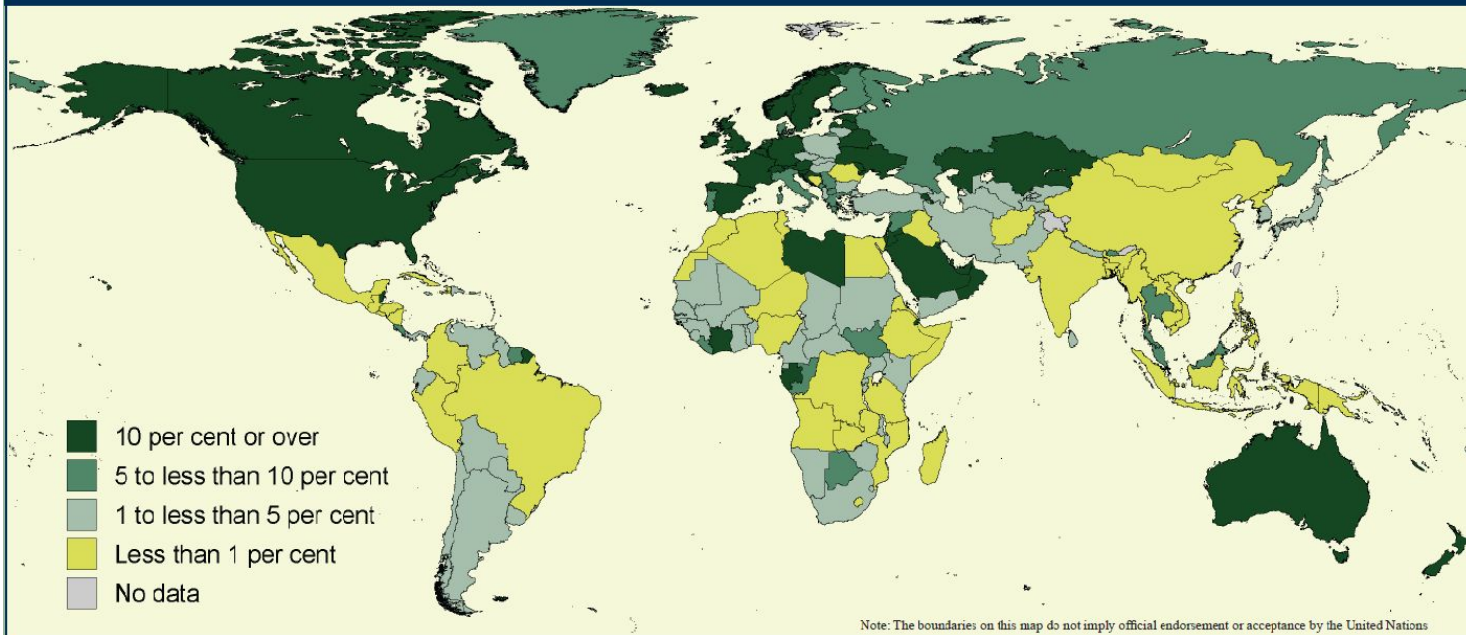 10 per cent or over
5 to less than 10 per cent
1 to less than 5 per cent
Less than 1 per cent
No data
Note: The boundaries on this map do not imply official endorsement or acceptance by the United Nations